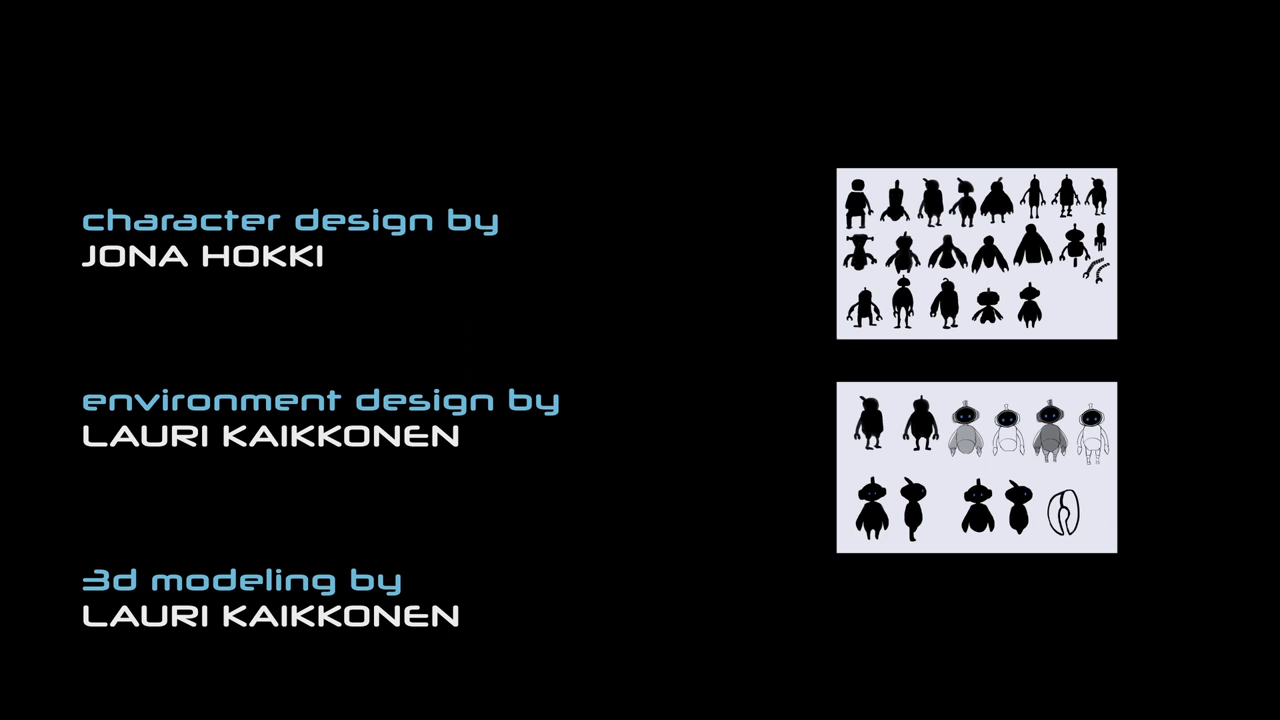 character design by
JONA HOKKI
environment design by
LAURI KAIKKONEN
3d modeling by
LAURI KAIKKONEN